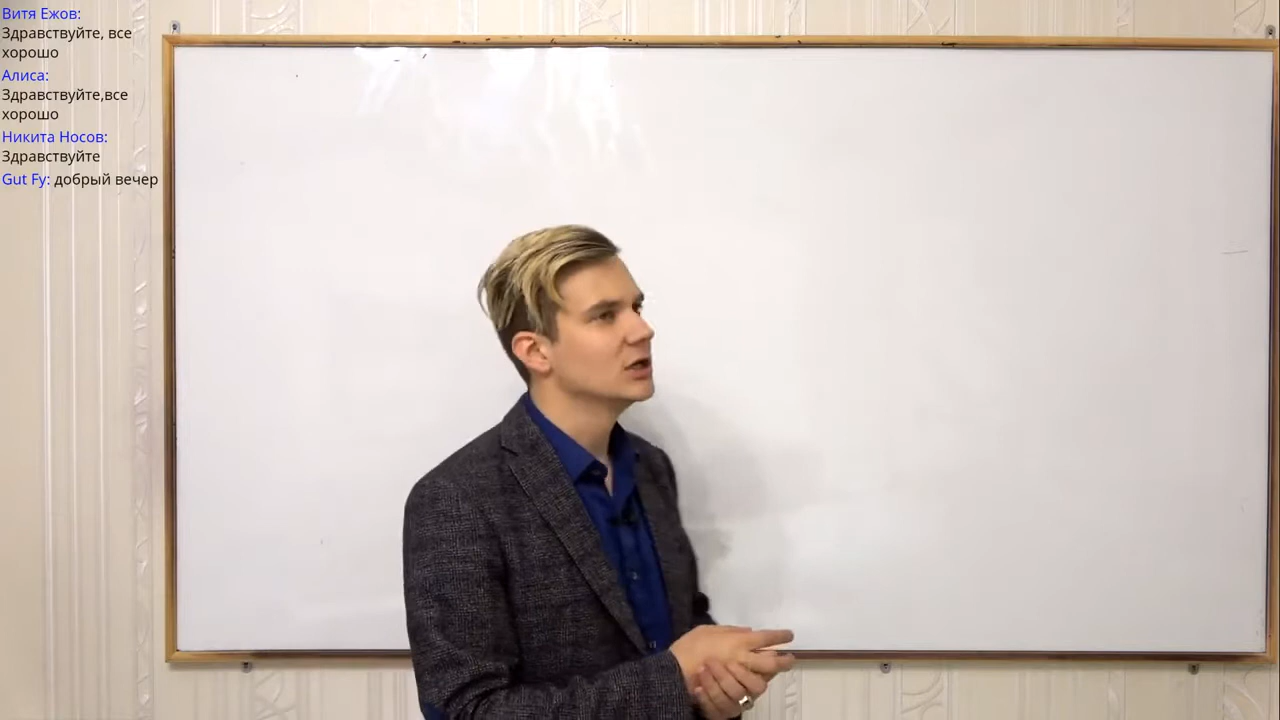 Витя Ежов:
Здравствуйте, все
хорошо
Алиса:
Здравствуйте,все
хорошо
Никита Носов:
Здравствуйте
Gut Fy: добрый вечер